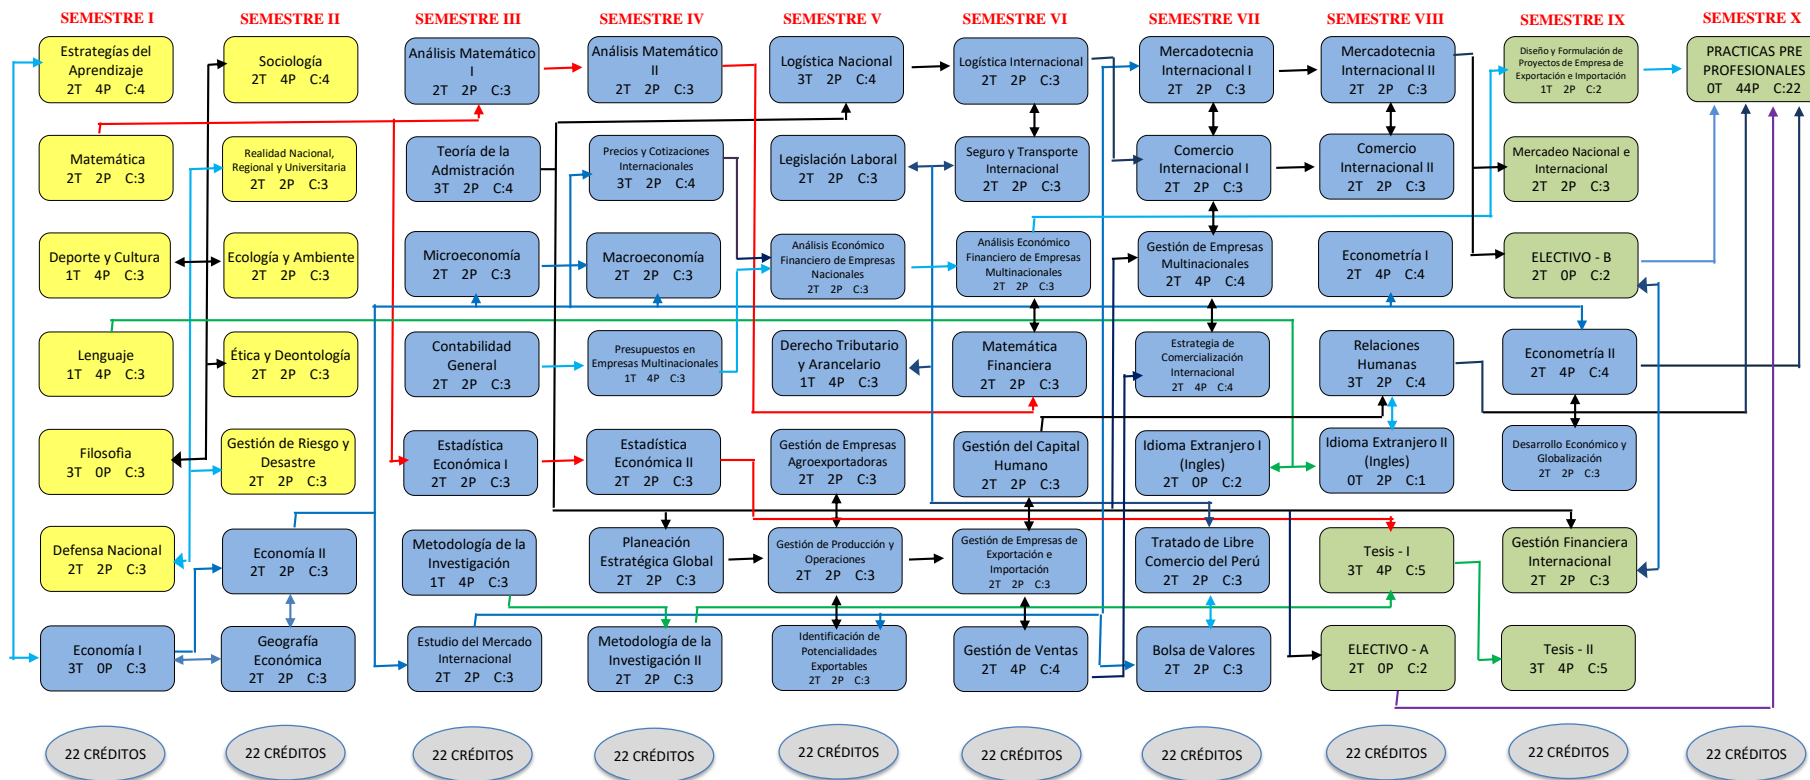 SEMESTRE I
SEMESTRE II
SEMESTRE III
SEMESTRE IV
SEMESTRE V
SEMESTRE VI
SEMESTRE VII
SEMESTRE VIII
SEMESTRE IX
SEMESTRE X
Estrategías del
Aprendizaje
2T 4P C:4
Sociología
2T 4P C:4
Análisis Matemático
I
2T 2P C:3
Análisis Matemático
II
2T 2P C:3
Logística Nacional
3T 2P C:4
Logística Internacional
2T 2P C:3
Mercadotecnia
Internacional I
2T 2P C:3
Mercadotecnia
Internacional II
2T 2P C:3
Diseño y Formulación de
Proyectos de Empresa de
Exportación e Importación
1T 2P C:2
PRACTICAS PRE
PROFESIONALES
0T 44P C:22
Matemática
2T 2P C:3
Realidad Nacional,
Regional y Universitaria
2T 2P C:3
Teoría de la
Admistración
3T 2P C:4
Precios y Cotizaciones
Internacionales
3T 2P C:4
Legislación Laboral
2T 2P C:3
Seguro y Transporte
Internacional
2T 2P C:3
Comercio
Internacional I
2T 2P C:3
Comercio
Internacional II
2T 2P C:3
Mercadeo Nacional e
Internacional
2T 2P C:3
Deporte y Cultura
1T 4P C:3
Ecología y Ambiente
2T 2P C:3
Microeconomía
2T 2P C:3
Macroeconomía
2T 2P C:3
Análisis Económico
Financiero de Empresas
Nacionales
2T 2P C:3
Análisis Económico
Financiero de Empresas
Multinacionales
2T 2P C:3
Gestión de Empresas
Multinacionales
2T 4P C:4
Econometría I
2T 4P C:4
ELECTIVO - B
2T 0P C:2
Lenguaje
1T 4P C:3
Ética y Deontología
2T 2P C:3
Contabilidad
General
2T 2P C:3
Presupuestos en
Empresas Multinacionales
1T 4P C:3
Derecho Tributario
y Arancelario
1T 4P C:3
Matemática
Financiera
2T 2P C:3
Estrategia de
Comercialización
Internacional
2T 4P C:4
Relaciones
Humanas
3T 2P C:4
Econometría II
2T 4P C:4
Filosofia
3T 0P C:3
Gestión de Riesgo y
Desastre
2T 2P C:3
Estadística
Económica I
2T 2P C:3
Estadística
Económica II
2T 2P C:3
Gestión de Empresas
Agroexportadoras
2T 2P C:3
Gestión del Capital
Humano
2T 2P C:3
Idioma Extranjero I
(Ingles)
2T 0P C:2
Idioma Extranjero II
(Ingles)
0T 2P C:1
Desarrollo Económico y
Globalización
2T 2P C:3
Defensa Nacional
2T 2P C:3
Economía II
2T 2P C:3
Metodología de la
Investigación
1T 4P C:3
Planeación
Estratégica Global
2T 2P C:3
Gestión de Producción y
Operaciones
2T 2P C:3
Gestión de Empresas de
Exportación e
Importación
2T 2P C:3
Tratado de Libre
Comercio del Perú
2T 2P C:3
Tesis - I
3T 4P C:5
Gestión Financiera
Internacional
2T 2P C:3
Economía I
3T 0P C:3
Geografía
Económica
2T 2P C:3
Estudio del Mercado
Internacional
2T 2P C:3
Metodología de la
Investigación II
2T 2P C:3
Identificación de
Potencialidades
Exportables
2T 2P C:3
Gestión de Ventas
2T 4P C:4
Bolsa de Valores
2T 2P C:3
ELECTIVO - A
2T 0P C:2
Tesis - II
3T 4P C:5
22 CRÉDITOS
22 CRÉDITOS
22 CRÉDITOS
22 CRÉDITOS
22 CRÉDITOS
22 CRÉDITOS
22 CRÉDITOS
22 CRÉDITOS
22 CRÉDITOS
22 CRÉDITOS